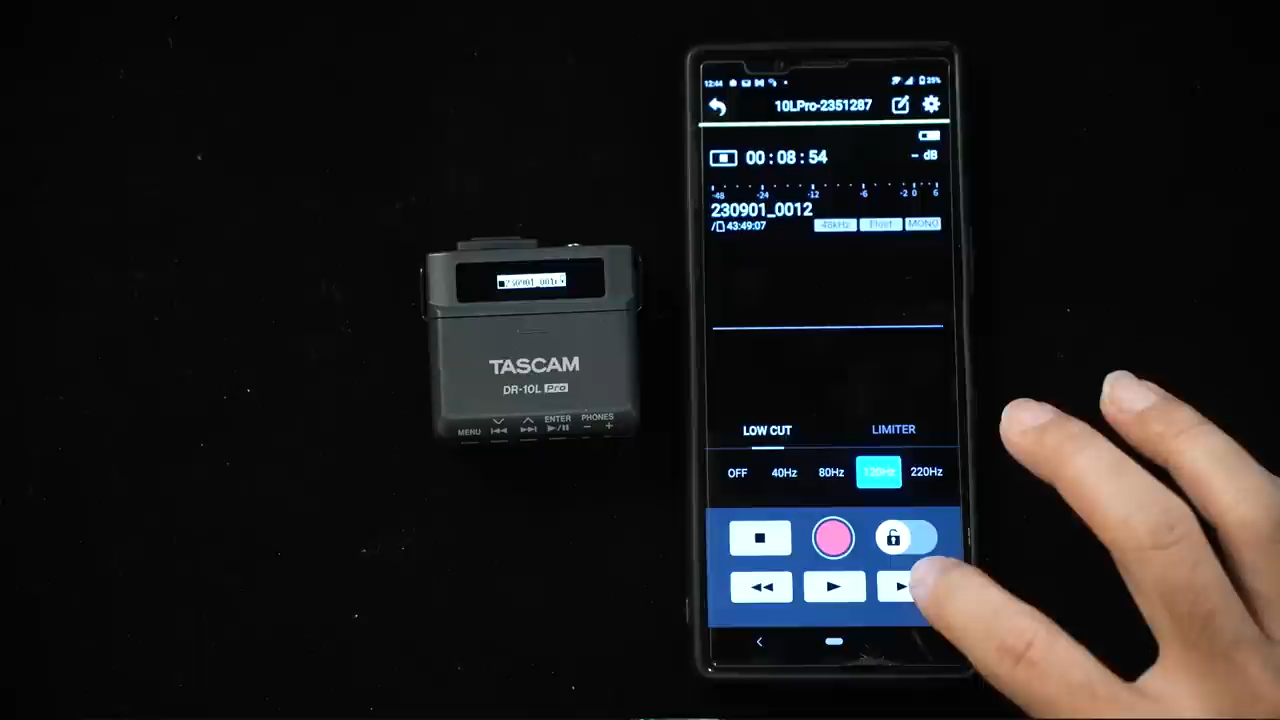 12:44
25%
10LPro-2351287
00:08:54
- dB
-48 -24 -12 -6 -2 0 6
230901_0012
/ 43:49:07 48kHz Float MONO
LOW CUT LIMITER
OFF 40Hz 80Hz 120Hz 220Hz
TASCAM
DR-10L Pro
MENU ENTER PHONES
- +